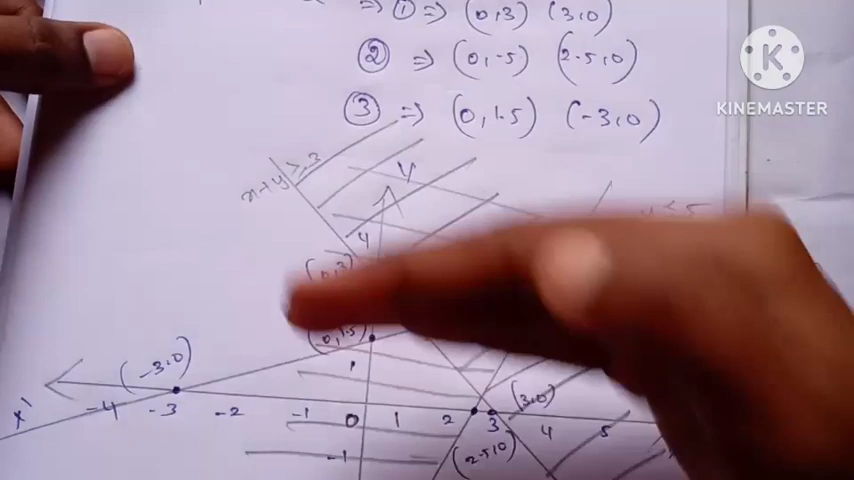 ① ⇒ (0,3) (3,0)
② ⇒ (0,-5) (2.5,0)
③ ⇒ (0,1.5) (-3,0)
K
KINEMASTER
x+y≥3
Y
4
(0,3)
(0,1.5)
1
(-3,0)
(3,0)
X'
-4 -3 -2 -1 0 1 2 3 4 5
-1
(2.5,0)